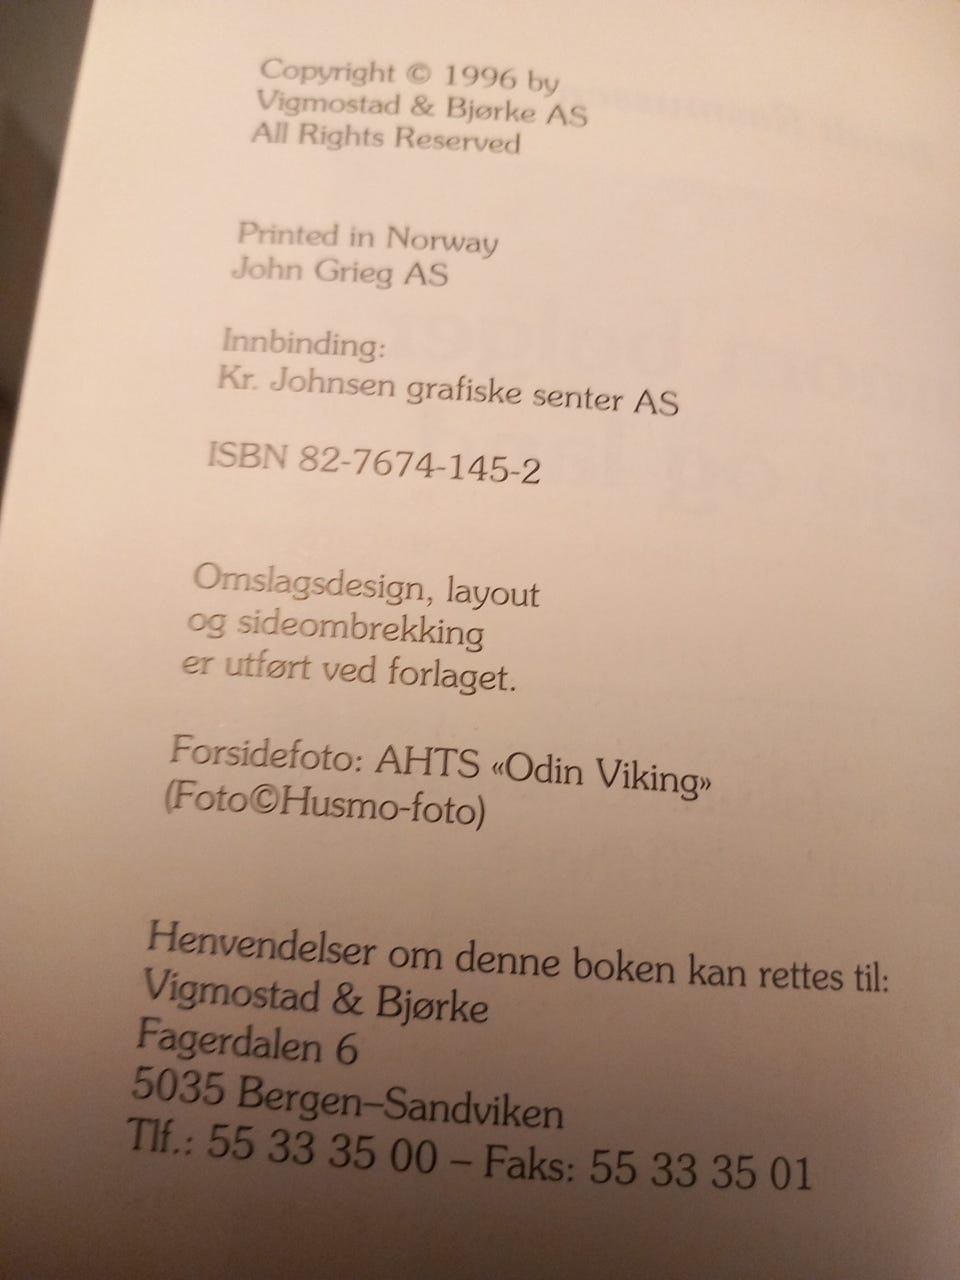 Copyright © 1996 by
Vigmostad & Bjørke AS
All Rights Reserved
Printed in Norway
John Grieg AS
Innbinding:
Kr. Johnsen grafiske senter AS
ISBN 82-7674-145-2
Omslagsdesign, layout
og sideombrekking
er utført ved forlaget.
Forsidefoto: AHTS «Odin Viking»
(Foto©Husmo-foto)
Henvendelser om denne boken kan rettes til:
Vigmostad & Bjørke
Fagerdalen 6
5035 Bergen–Sandviken
Tlf.: 55 33 35 00 – Faks: 55 33 35 01